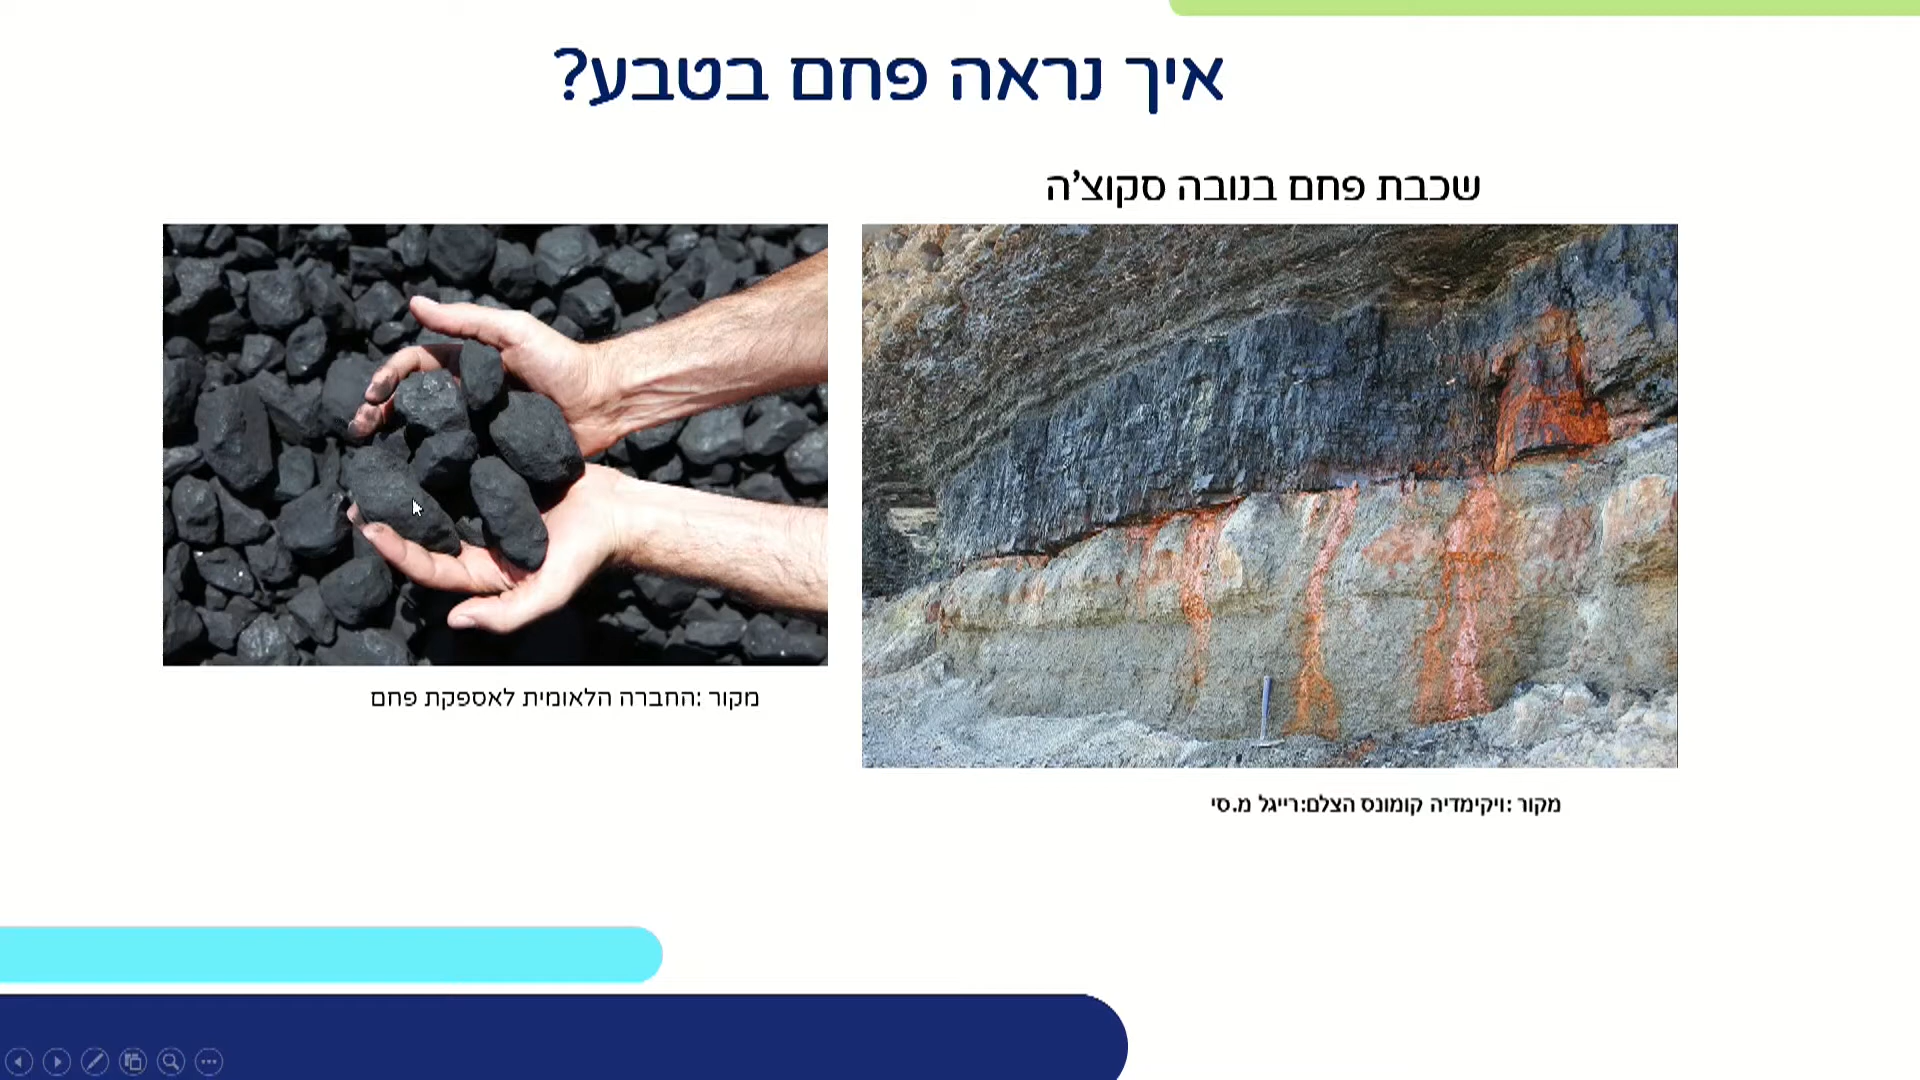 איך נראה פחם בטבע?
שכבת פחם בנובה סקוצ'ה
מקור :החברה הלאומית לאספקת פחם
מקור :ויקימדיה קומונס הצלם:רייגל מ.סי